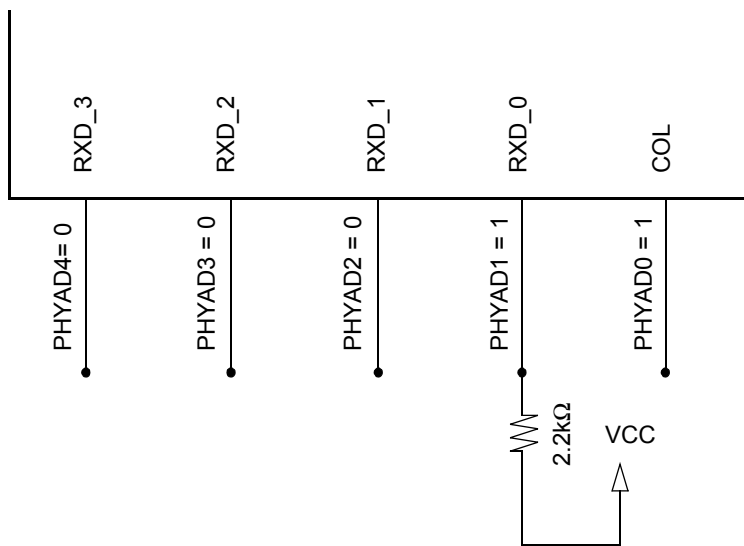 RXD_3
RXD_2
RXD_1
RXD_0
COL
PHYAD4= 0
PHYAD3 = 0
PHYAD2 = 0
PHYAD1 = 1
PHYAD0 = 1
2.2kΩ
VCC